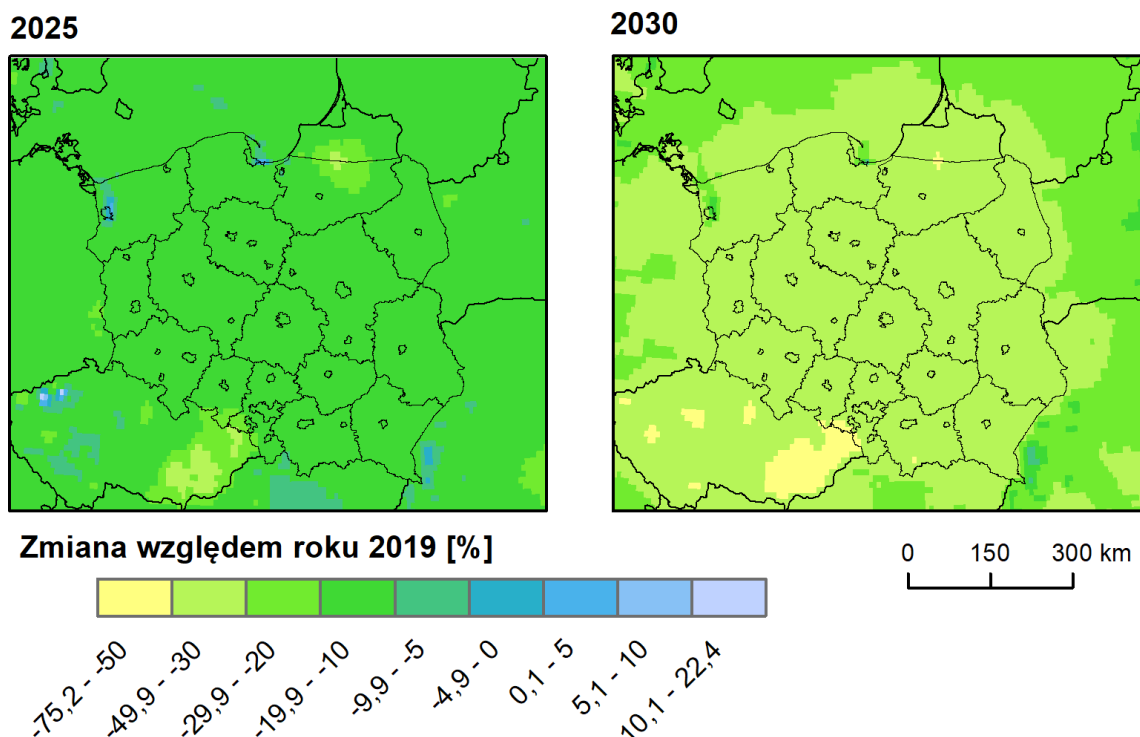 2025
2030
Zmiana względem roku 2019 [%]
0 150 300 km
-75,2 - -50
-49,9 - -30
-29,9 - -20
-19,9 - -10
-9,9 - -5
-4,9 - 0
0,1 - 5
5,1 - 10
10,1 - 22,4